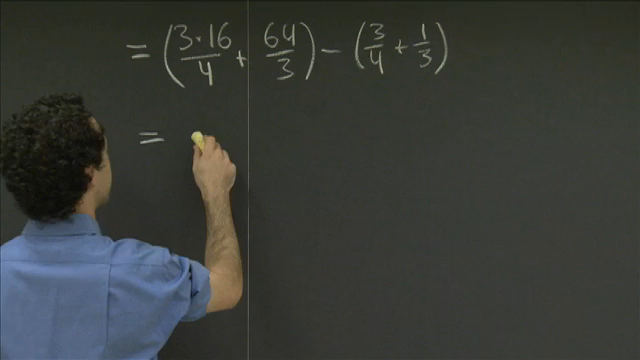 = (3·16/4 + 64/3) − (3/4 + 1/3)
=